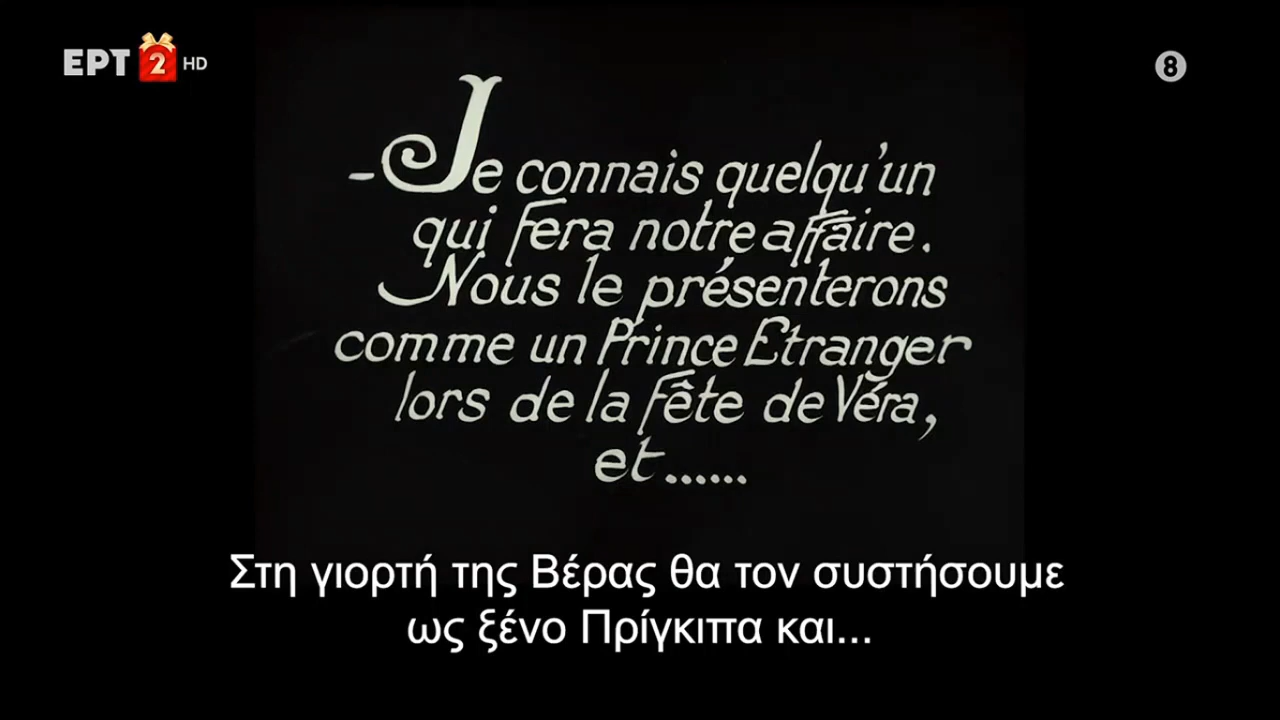 ΕΡΤ 2 HD
8
-Je connais quelqu'un
qui fera notre affaire.
Nous le présenterons
comme un Prince Etranger
lors de la fête de Véra,
et......
Στη γιορτή της Βέρας θα τον συστήσουμε
ως ξένο Πρίγκιπα και...